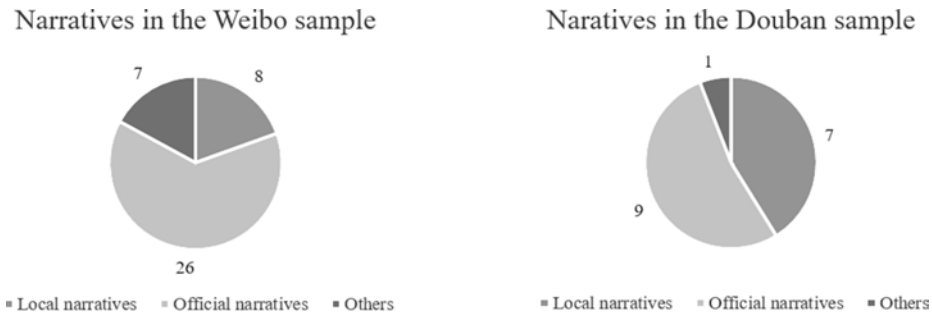 Narratives in the Weibo sample
7
8
26
Local narratives Official narratives Others
Naratives in the Douban sample
1
7
9
Local narratives Official narratives Others